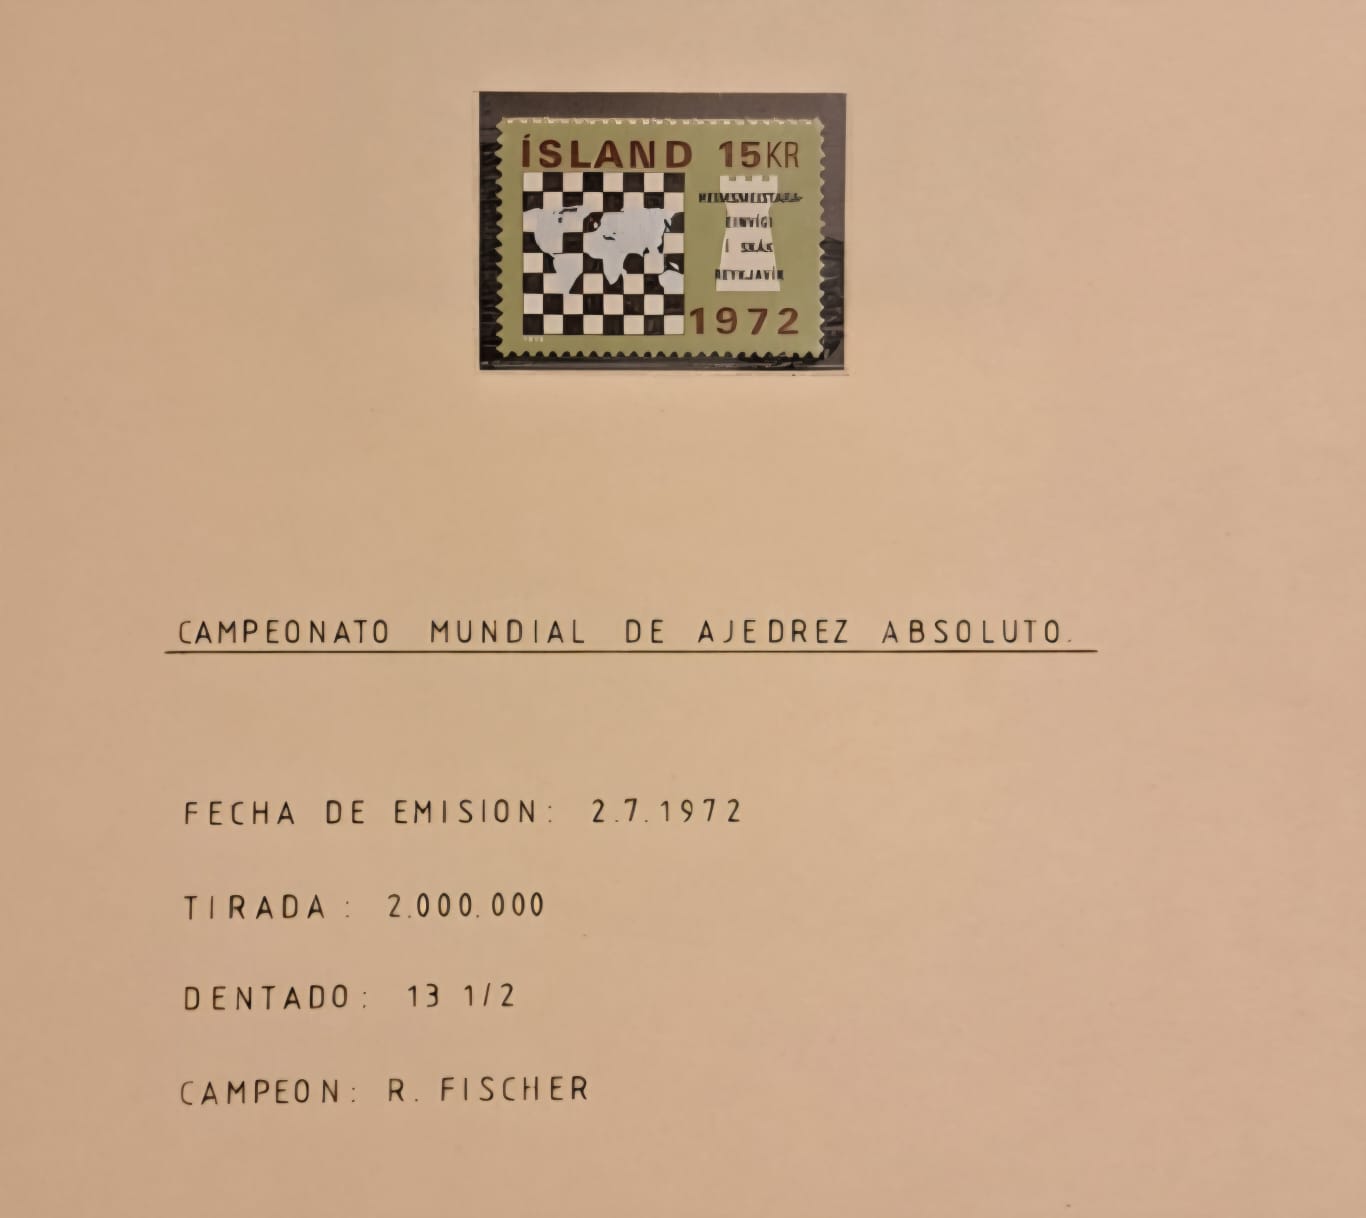 ÍSLAND 15KR
HEIMSMEISTARA-
EINVÍGI
Í SKÁK
REYKJAVÍK
1972
CAMPEONATO MUNDIAL DE AJEDREZ ABSOLUTO.
FECHA DE EMISION: 2.7.1972
TIRADA: 2.000.000
DENTADO: 13 1/2
CAMPEON: R. FISCHER